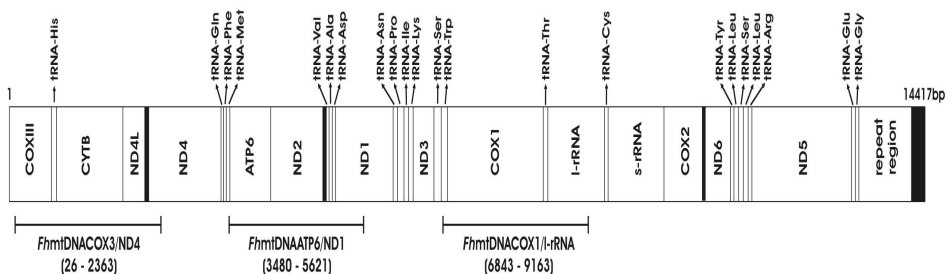 tRNA-His
tRNA-Gln
tRNA-Phe
tRNA-Met
tRNA-Val
tRNA-Ala
tRNA-Asp
tRNA-Asn
tRNA-Pro
tRNA-Ile
tRNA-Lys
tRNA-Ser
tRNA-Trp
tRNA-Thr
tRNA-Cys
tRNA-Tyr
tRNA-Leu
tRNA-Ser
tRNA-Leu
tRNA-Arg
tRNA-Glu
tRNA-Gly
1
14417bp
COXIII
CYTB
ND4L
ND4
ATP6
ND2
ND1
ND3
COX1
l-rRNA
s-rRNA
COX2
ND6
ND5
repeat
region
FhmtDNACOX3/ND4
(26 - 2363)
FhmtDNAATP6/ND1
(3480 - 5621)
FhmtDNACOX1/l-rRNA
(6843 - 9163)